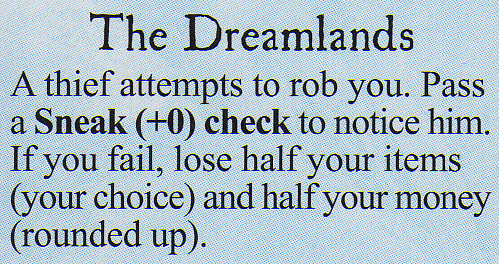 The Dreamlands
A thief attempts to rob you. Pass
a Sneak (+0) check to notice him.
If you fail, lose half your items
(your choice) and half your money
(rounded up).